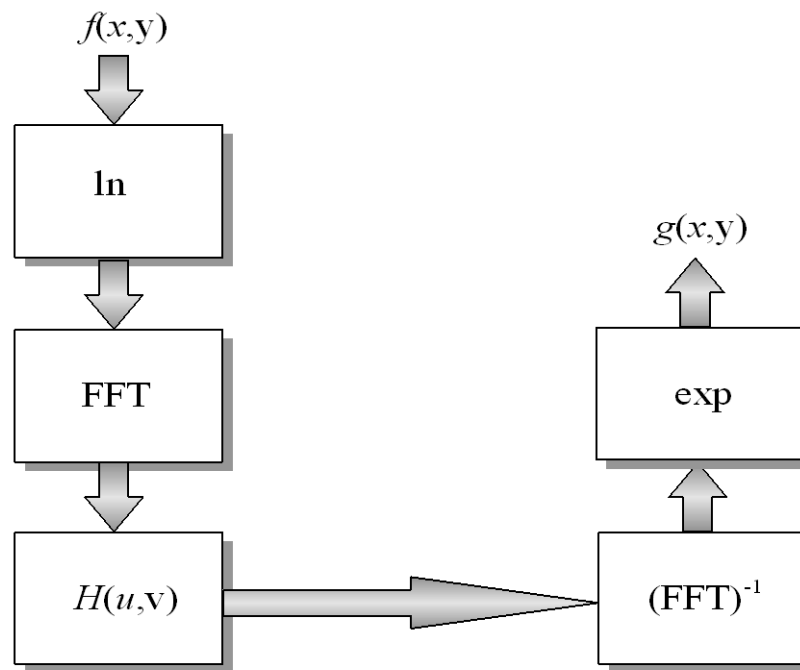 f(x,y)
ln
FFT
H(u,v)
(FFT)⁻¹
exp
g(x,y)